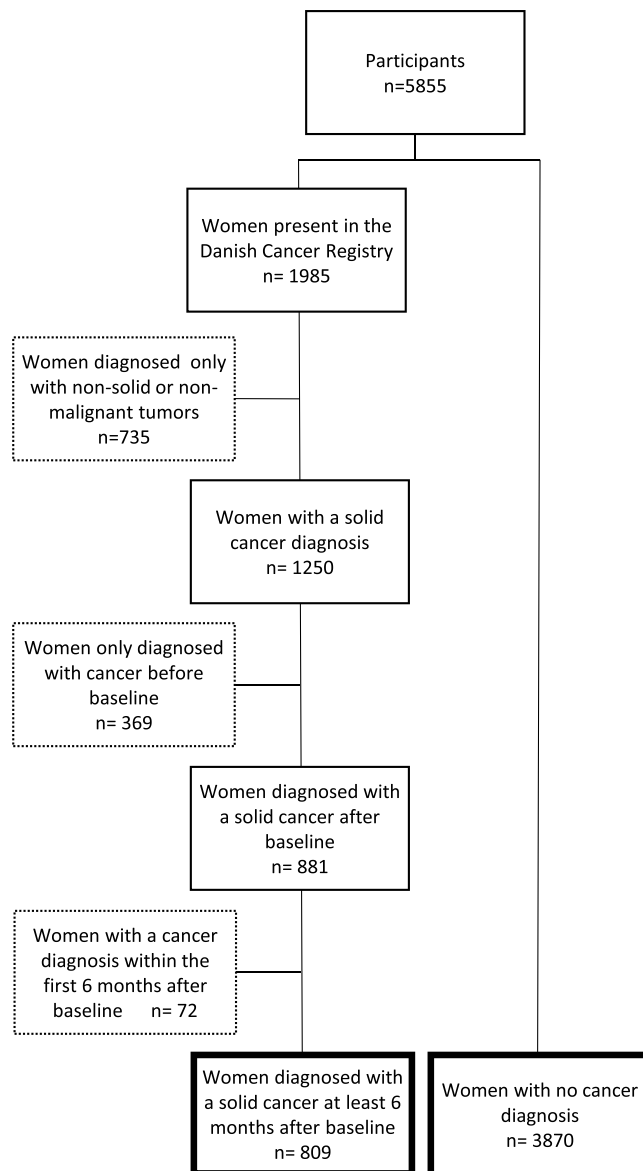 Participants
n=5855
Women present in the
Danish Cancer Registry
n= 1985
Women diagnosed  only
with non-solid or non-
malignant tumors
n=735
Women with a solid
cancer diagnosis
n= 1250
Women only diagnosed
with cancer before
baseline
n= 369
Women diagnosed with
a solid cancer after
baseline
n= 881
Women with a cancer
diagnosis within the
first 6 months after
baseline      n= 72
Women diagnosed with
a solid cancer at least 6
months after baseline
n= 809
Women with no cancer
diagnosis
n= 3870